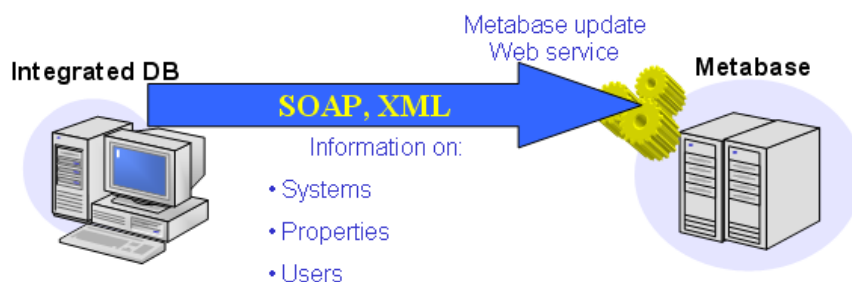 Metabase update
Web service
Integrated DB
Metabase
SOAP, XML
Information on:
• Systems
• Properties
• Users